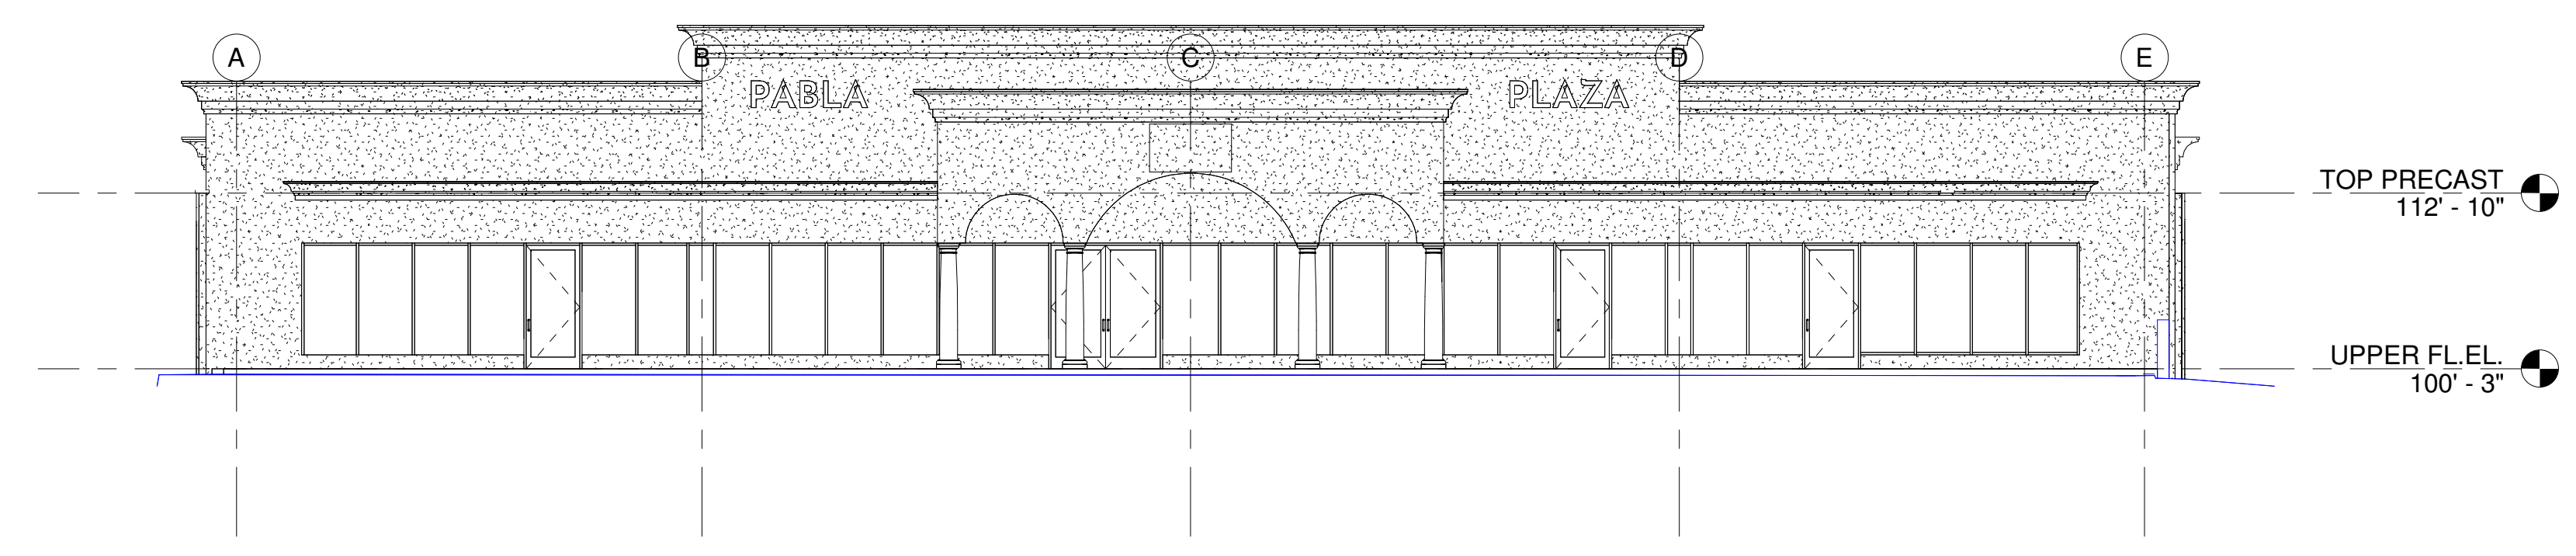 A B C D E
PABLA PLAZA
TOP PRECAST
112' - 10"
UPPER FL.EL.
100' - 3"